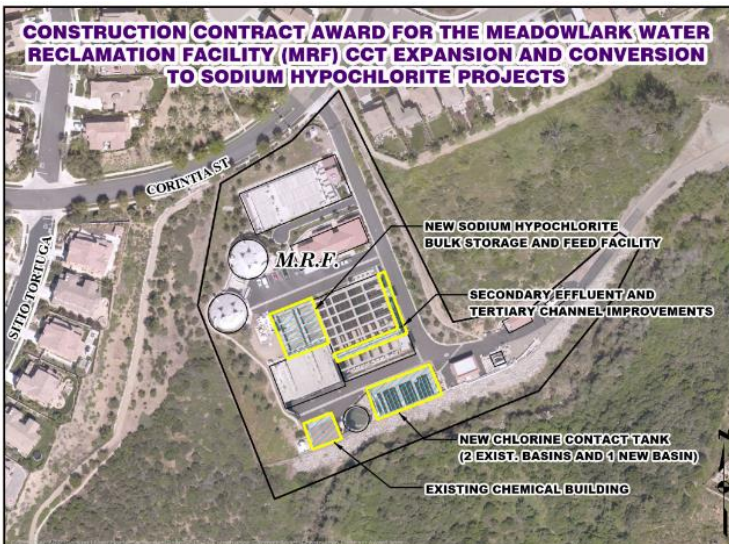 CONSTRUCTION CONTRACT AWARD FOR THE MEADOWLARK WATER
RECLAMATION FACILITY (MRF) CCT EXPANSION AND CONVERSION
TO SODIUM HYPOCHLORITE PROJECTS
CORINTIA ST
SITIO TORTUGA
M.R.F.
NEW SODIUM HYPOCHLORITE
BULK STORAGE AND FEED FACILITY
SECONDARY EFFLUENT AND
TERTIARY CHANNEL IMPROVEMENTS
NEW CHLORINE CONTACT TANK
(2 EXIST. BASINS AND 1 NEW BASIN)
EXISTING CHEMICAL BUILDING
N